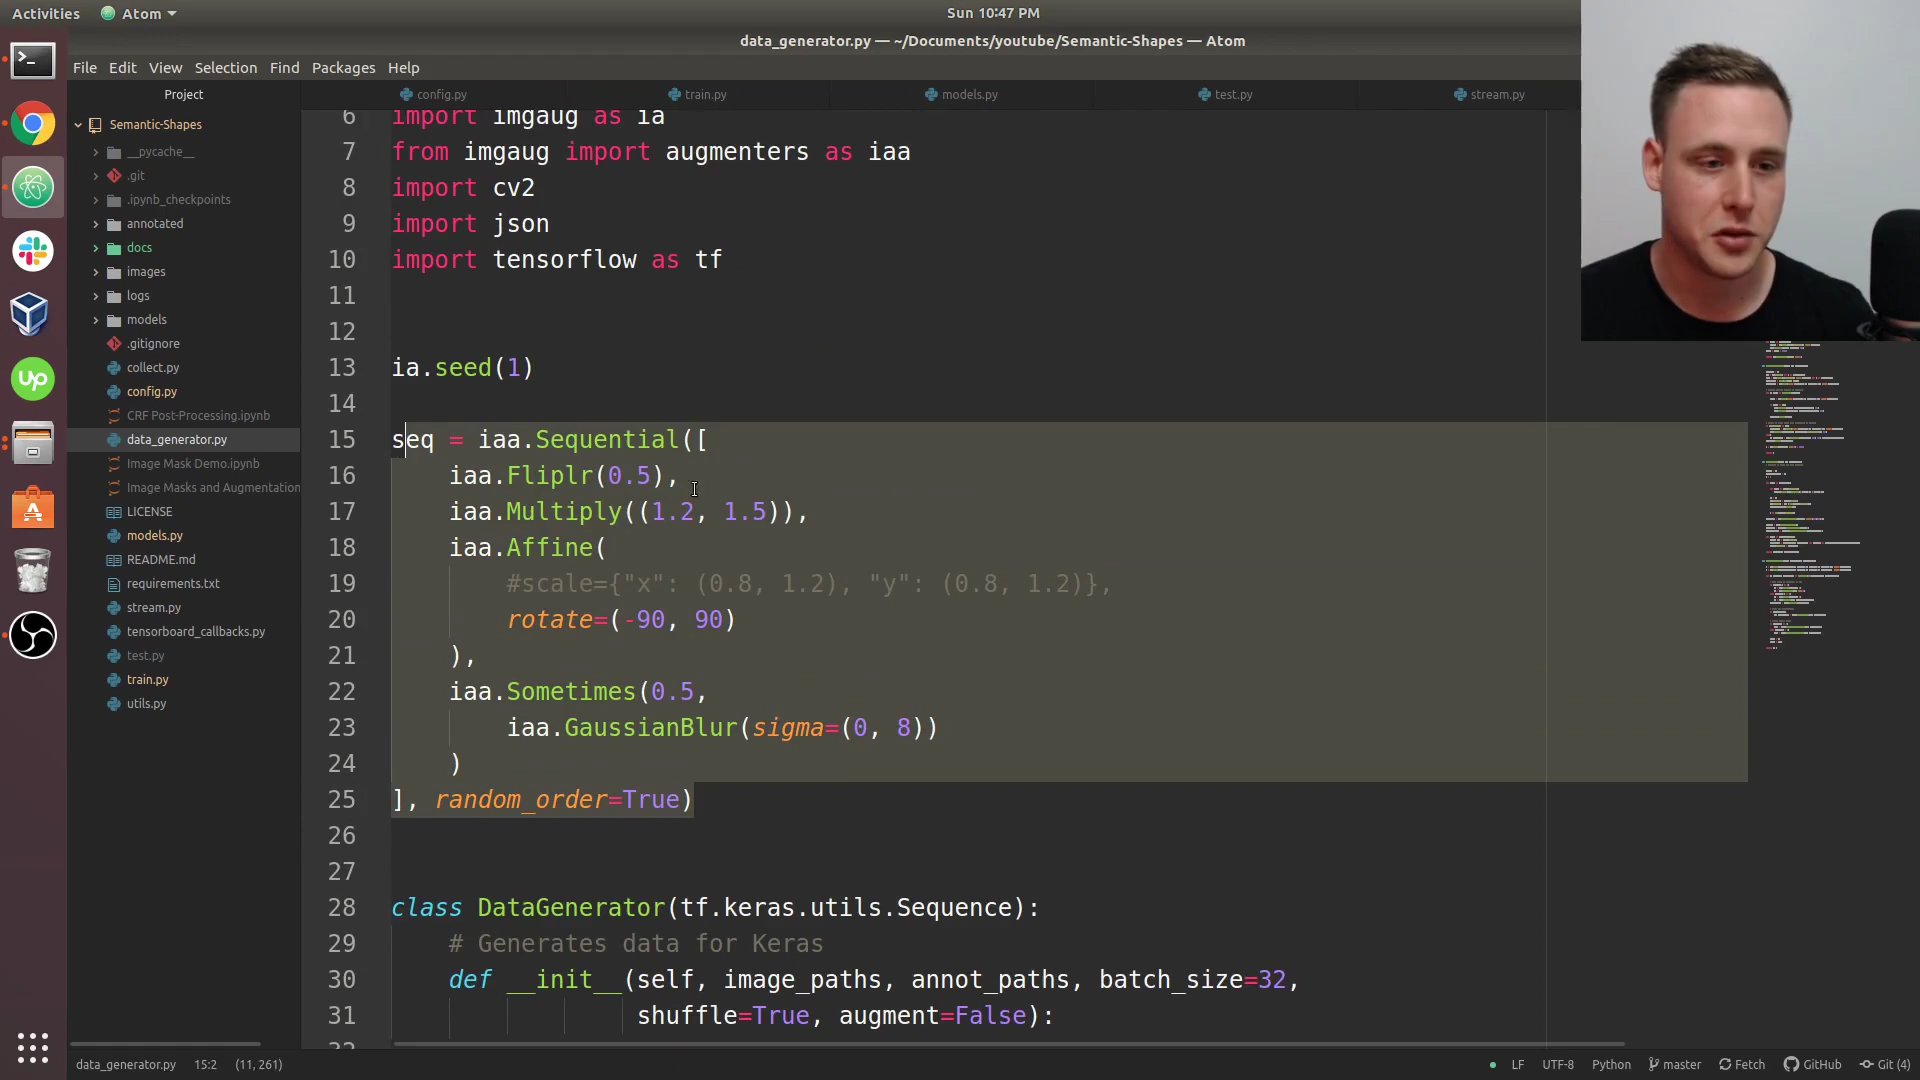 Activities
Atom
Sun 10:47 PM
data_generator.py — ~/Documents/youtube/Semantic-Shapes — Atom
File Edit View Selection Find Packages Help
Project
config.py
train.py
models.py
test.py
stream.py
Semantic-Shapes
__pycache__
.git
.ipynb_checkpoints
annotated
docs
images
logs
models
.gitignore
collect.py
config.py
CRF Post-Processing.ipynb
data_generator.py
Image Mask Demo.ipynb
Image Masks and Augmentation
LICENSE
models.py
README.md
requirements.txt
stream.py
tensorboard_callbacks.py
test.py
train.py
utils.py
Up
6 import imgaug as ia
7 from imgaug import augmenters as iaa
8 import cv2
9 import json
10 import tensorflow as tf
11
12
13 ia.seed(1)
14
15 seq = iaa.Sequential([
16 iaa.Fliplr(0.5),
17 iaa.Multiply((1.2, 1.5)),
18 iaa.Affine(
19 #scale={"x": (0.8, 1.2), "y": (0.8, 1.2)},
20 rotate=(-90, 90)
21 ),
22 iaa.Sometimes(0.5,
23 iaa.GaussianBlur(sigma=(0, 8))
24 )
25 ], random_order=True)
26
27
28 class DataGenerator(tf.keras.utils.Sequence):
29 # Generates data for Keras
30 def __init__(self, image_paths, annot_paths, batch_size=32,
31 shuffle=True, augment=False):
data_generator.py 15:2 (11, 261)
LF UTF-8 Python master Fetch GitHub Git (4)